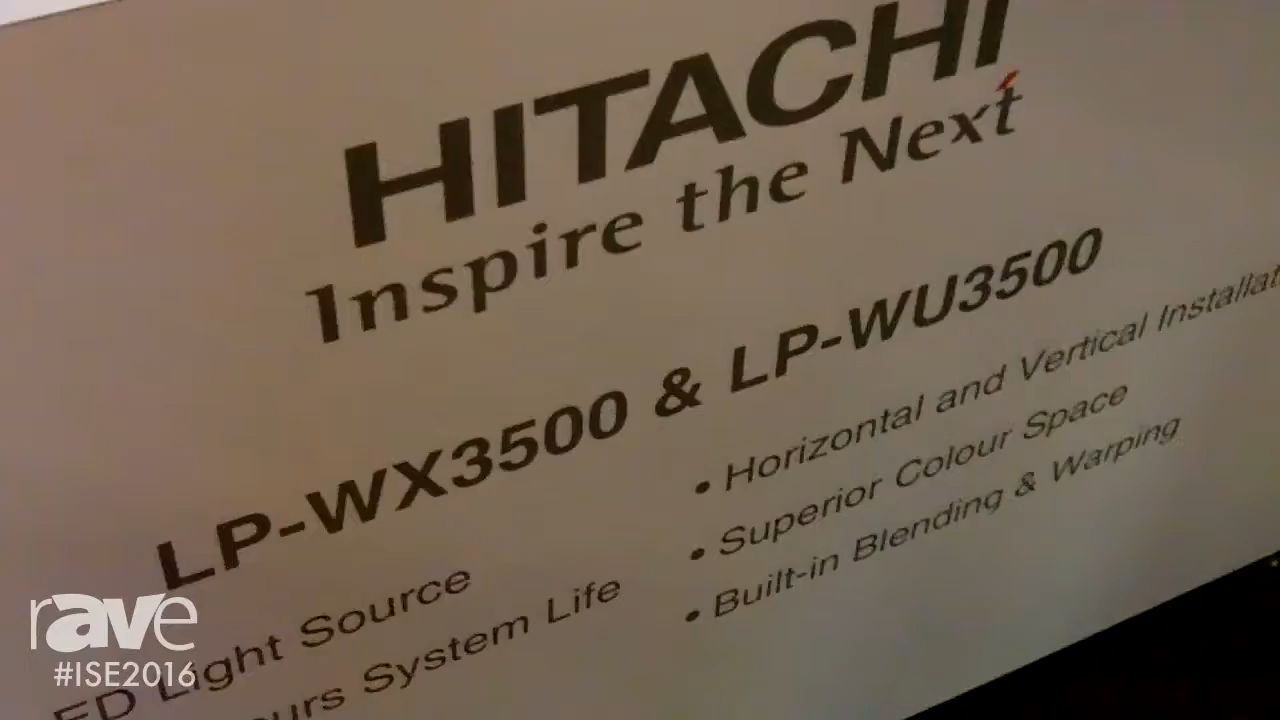 HITACHI
Inspire the Next
LP-WX3500 & LP-WU3500
ED Light Source
urs System Life
• Horizontal and Vertical Installat
• Superior Colour Space
• Built-in Blending & Warping
rave
#ISE2016